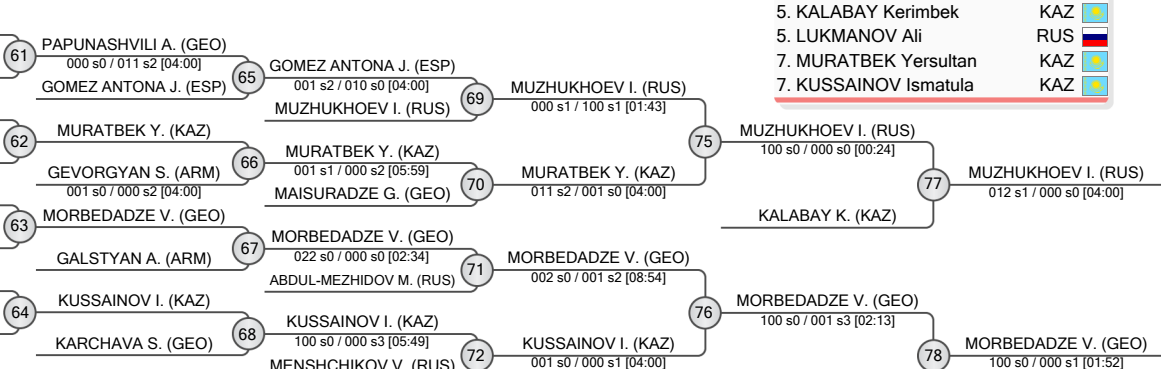 5. KALABAY Kerimbek KAZ
5. LUKMANOV Ali RUS
7. MURATBEK Yersultan KAZ
7. KUSSAINOV Ismatula KAZ
61
PAPUNASHVILI A. (GEO)
000 s0 / 011 s2 [04:00]
GOMEZ ANTONA J. (ESP)
62
MURATBEK Y. (KAZ)
GEVORGYAN S. (ARM)
001 s0 / 000 s2 [04:00]
63
MORBEDADZE V. (GEO)
GALSTYAN A. (ARM)
64
KUSSAINOV I. (KAZ)
KARCHAVA S. (GEO)
65
GOMEZ ANTONA J. (ESP)
001 s2 / 010 s0 [04:00]
MUZHUKHOEV I. (RUS)
66
MURATBEK Y. (KAZ)
001 s1 / 000 s2 [05:59]
MAISURADZE G. (GEO)
67
MORBEDADZE V. (GEO)
022 s0 / 000 s0 [02:34]
ABDUL-MEZHIDOV M. (RUS)
68
KUSSAINOV I. (KAZ)
100 s0 / 000 s3 [05:49]
MENSHCHIKOV V. (RUS)
69
MUZHUKHOEV I. (RUS)
000 s1 / 100 s1 [01:43]
70
MURATBEK Y. (KAZ)
011 s2 / 001 s0 [04:00]
71
MORBEDADZE V. (GEO)
002 s0 / 001 s2 [08:54]
72
KUSSAINOV I. (KAZ)
001 s0 / 000 s1 [04:00]
75
MUZHUKHOEV I. (RUS)
100 s0 / 000 s0 [00:24]
KALABAY K. (KAZ)
76
MORBEDADZE V. (GEO)
100 s0 / 001 s3 [02:13]
77
MUZHUKHOEV I. (RUS)
012 s1 / 000 s0 [04:00]
78
MORBEDADZE V. (GEO)
100 s0 / 000 s1 [01:52]